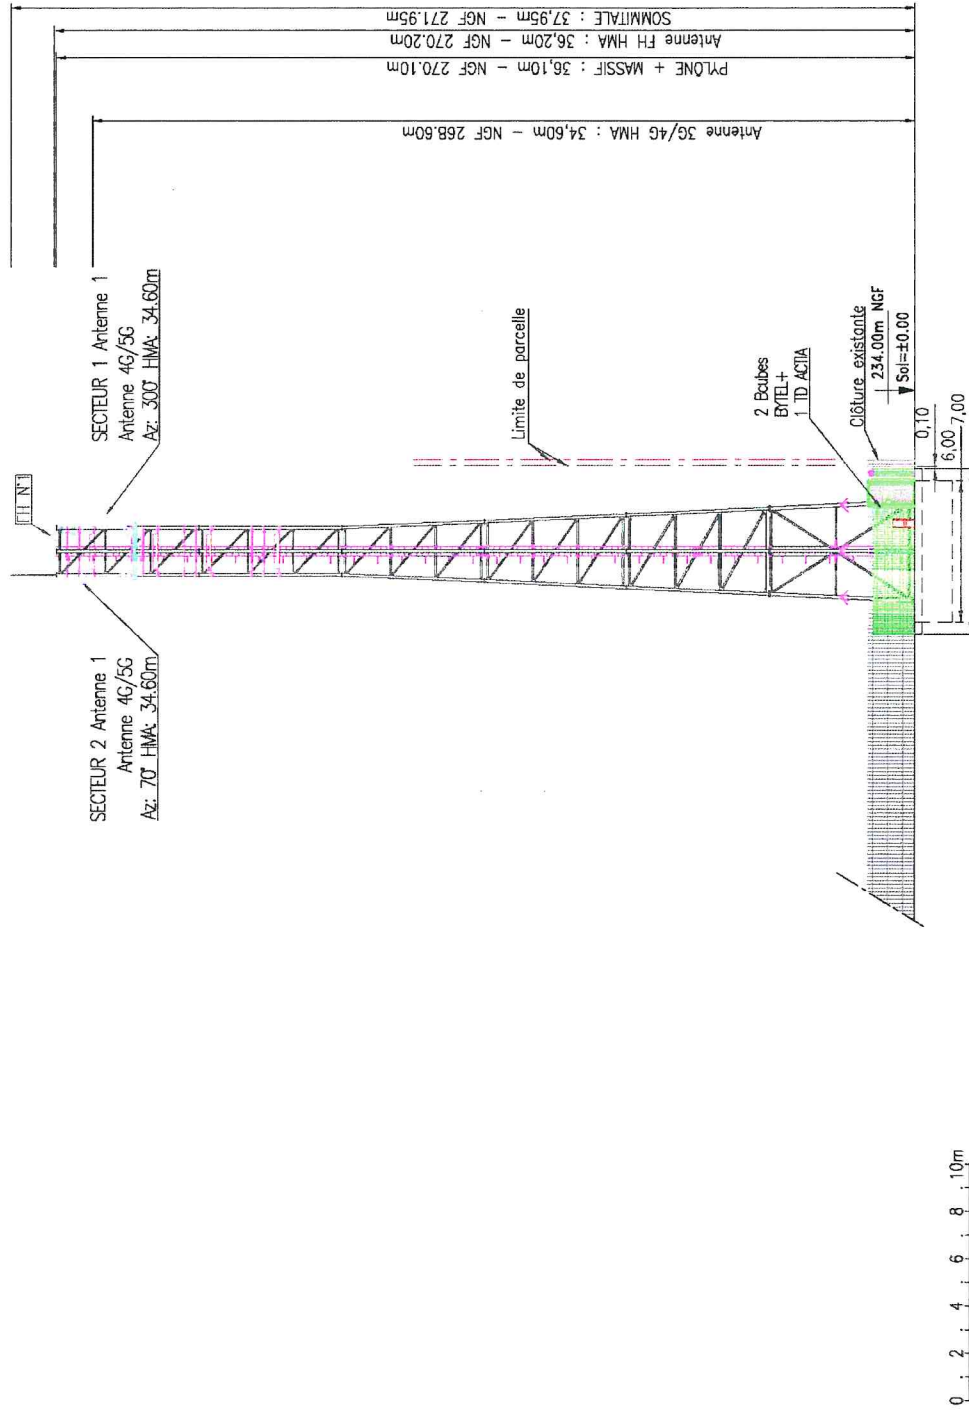 SOMMITALE : 37,95m - NGF 271.95m
Antenne FH HMA : 36,20m - NGF 270.20m
PYLÔNE + MASSIF : 36,10m - NGF 270.10m
Antenne 3G/4G HMA : 34,60m - NGF 268.60m
FH N°1
SECTEUR 1 Antenne 1
Antenne 4G/5G
Az: 300° HMA: 34.60m
SECTEUR 2 Antenne 1
Antenne 4G/5G
Az: 70° HMA: 34.60m
Limite de parcelle
2 Bcubes
BYTEL+
1 TD ACTIA
Clôture existante
234.00m NGF
Sol=±0.00
0,10
6,00
7,00
0 2 4 6 8 10m